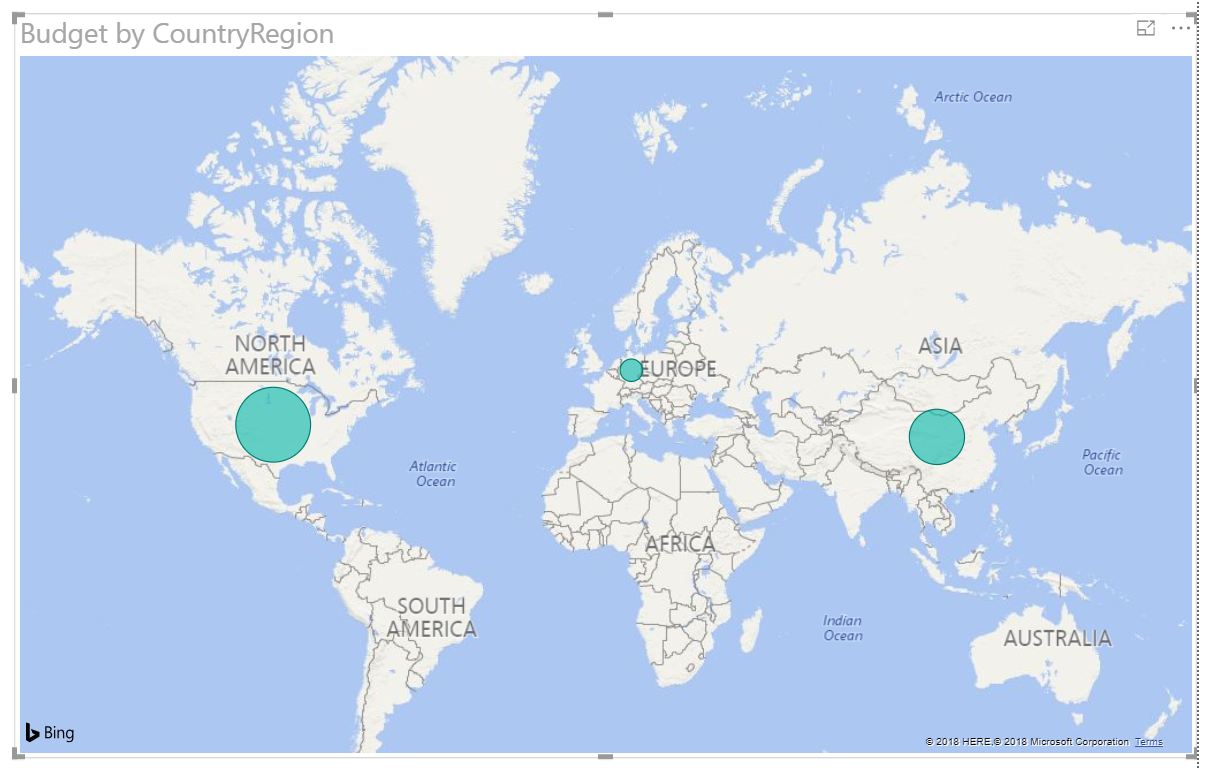 Budget by CountryRegion
Arctic Ocean
NORTH
AMERICA
EUROPE
ASIA
Atlantic
Ocean
Pacific
Ocean
AFRICA
SOUTH
AMERICA
Indian
Ocean
AUSTRALIA
Bing
© 2018 HERE,© 2018 Microsoft Corporation Terms